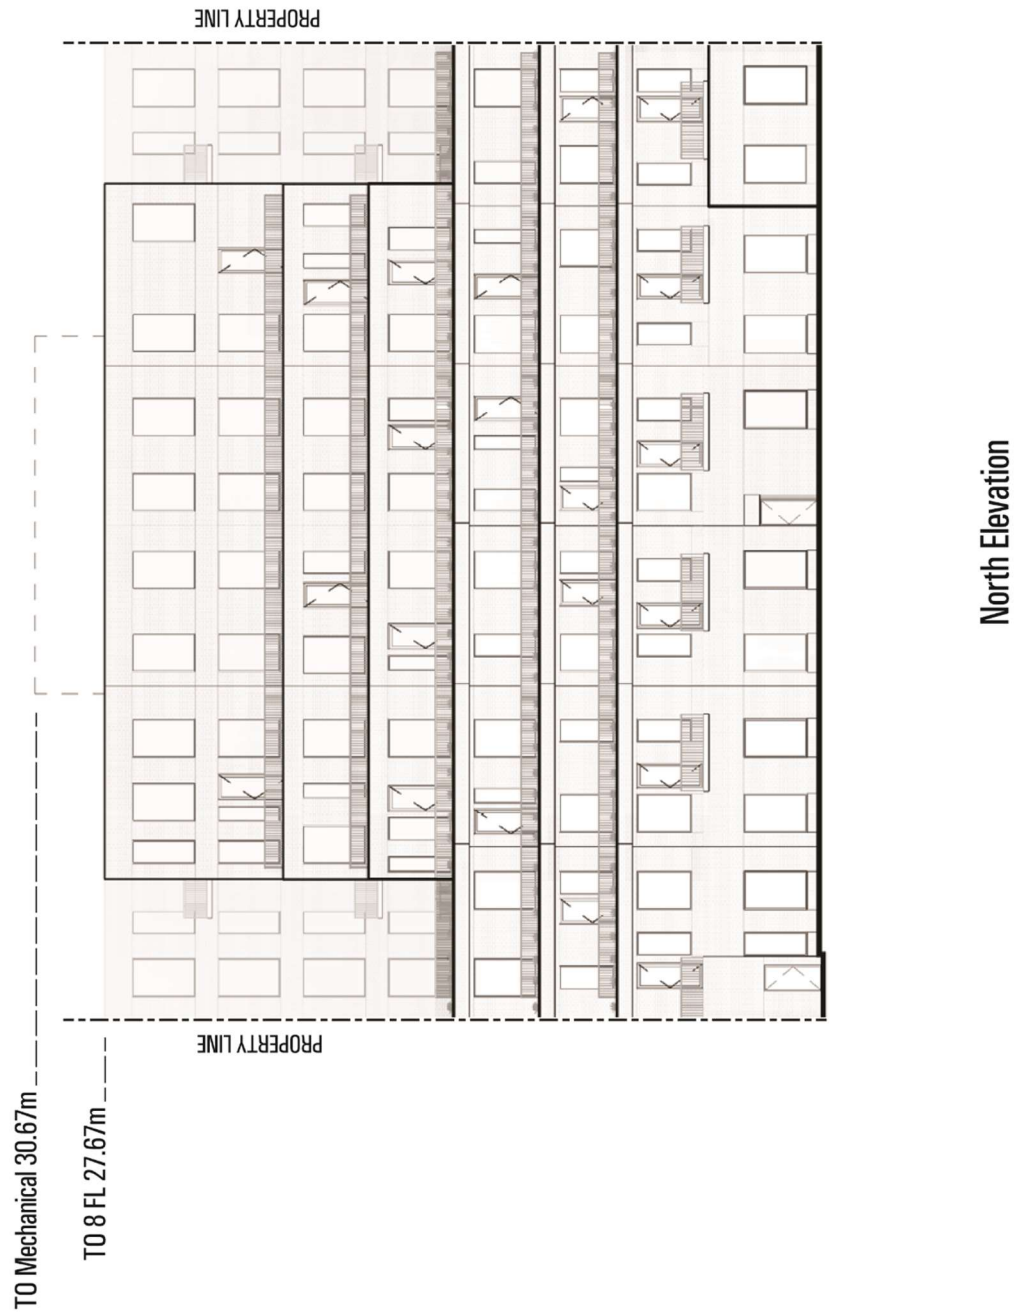 TO Mechanical 30.67m
TO 8 FL 27.67m
PROPERTY LINE
PROPERTY LINE
North Elevation